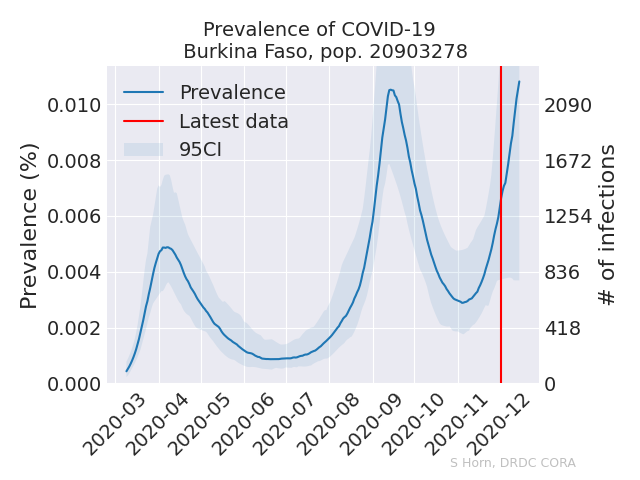 Prevalence of COVID-19
Burkina Faso, pop. 20903278
Prevalence
Latest data
95CI
Prevalence (%)
0.010
0.008
0.006
0.004
0.002
0.000
2090
1672
1254
836
418
0
# of infections
2020-03
2020-04
2020-05
2020-06
2020-07
2020-08
2020-09
2020-10
2020-11
2020-12
S Horn, DRDC CORA